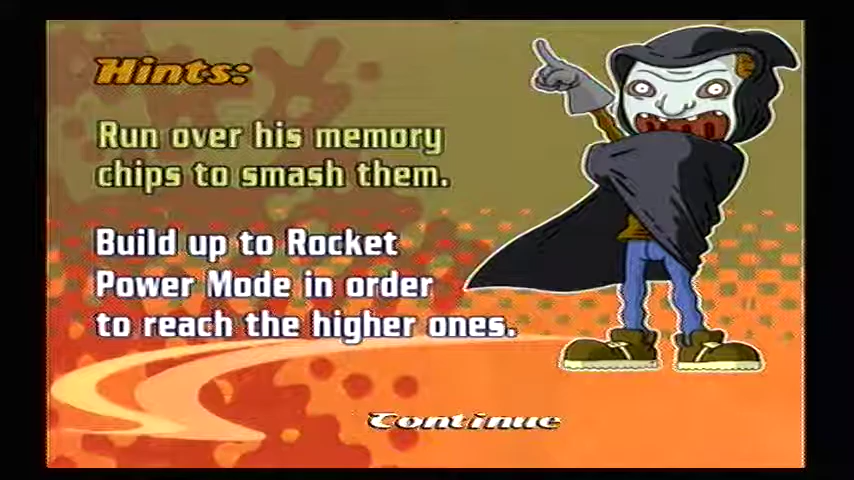 Hints:
Run over his memory
chips to smash them.
Build up to Rocket
Power Mode in order
to reach the higher ones.
Continue